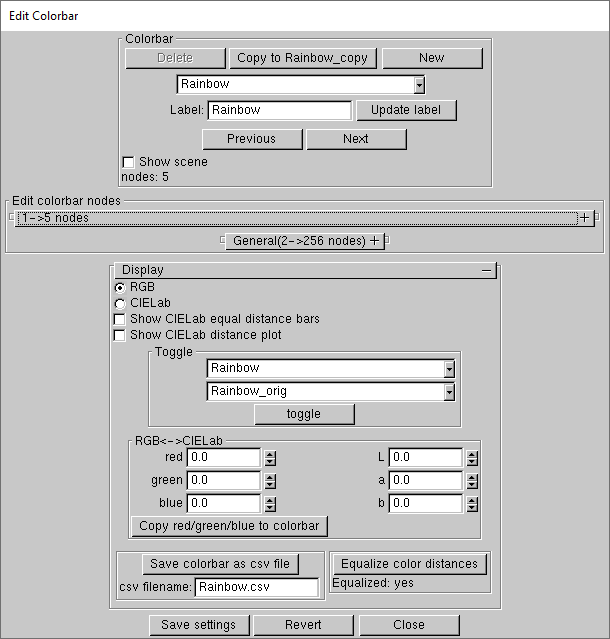 Edit Colorbar
Colorbar
Delete Copy to Rainbow_copy New
Rainbow
Label: Rainbow Update label
Previous Next
Show scene
nodes: 5
Edit colorbar nodes
1->5 nodes +
General(2->256 nodes) +
Display —
RGB
CIELab
Show CIELab equal distance bars
Show CIELab distance plot
Toggle
Rainbow
Rainbow_orig
toggle
RGB<->CIELab
red 0.0 L 0.0
green 0.0 a 0.0
blue 0.0 b 0.0
Copy red/green/blue to colorbar
Save colorbar as csv file Equalize color distances
csv filename: Rainbow.csv Equalized: yes
Save settings Revert Close